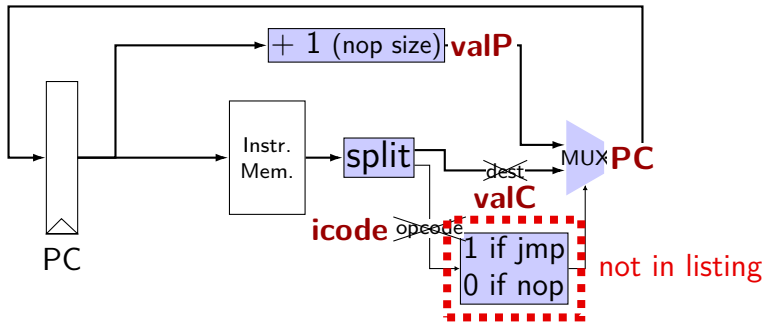 + 1 (nop size)
valP
Instr.
Mem.
split
MUX
PC
dest
valC
icode
opcode
1 if jmp
0 if nop
not in listing
PC